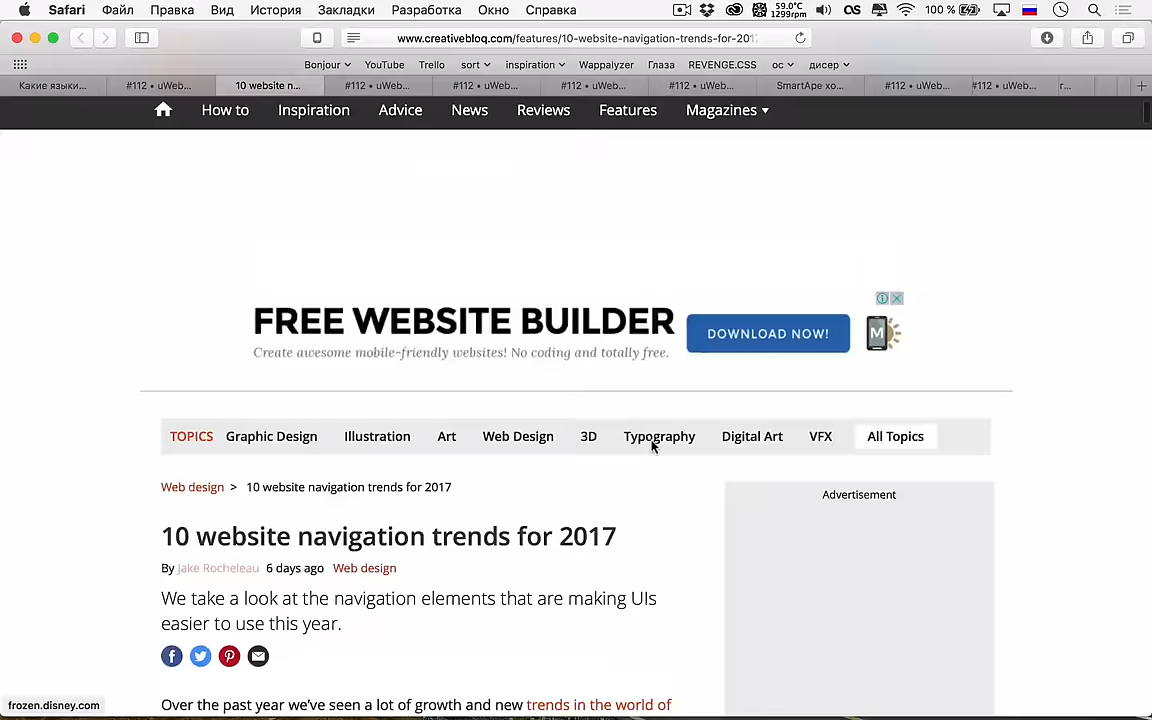 Safari Файл Правка Вид История Закладки Разработка Окно Справка 59.0°C 1299rpm 100 %
www.creativebloq.com/features/10-website-navigation-trends-for-201
Bonjour YouTube Trello sort inspiration Wappalyzer Глаза REVENGE.CSS ос дисер
Какие языки... #112 • uWeb... 10 website n... #112 • uWeb... #112 • uWeb... #112 • uWeb... #112 • uWeb... SmartApe хо... #112 • uWeb... #112 • uWeb... г...
How to Inspiration Advice News Reviews Features Magazines
FREE WEBSITE BUILDER
Create awesome mobile-friendly websites! No coding and totally free.
DOWNLOAD NOW!
M
TOPICS Graphic Design Illustration Art Web Design 3D Typography Digital Art VFX All Topics
Web design > 10 website navigation trends for 2017
Advertisement
10 website navigation trends for 2017
By Jake Rocheleau 6 days ago Web design
We take a look at the navigation elements that are making UIs
easier to use this year.
Over the past year we've seen a lot of growth and new trends in the world of
frozen.disney.com